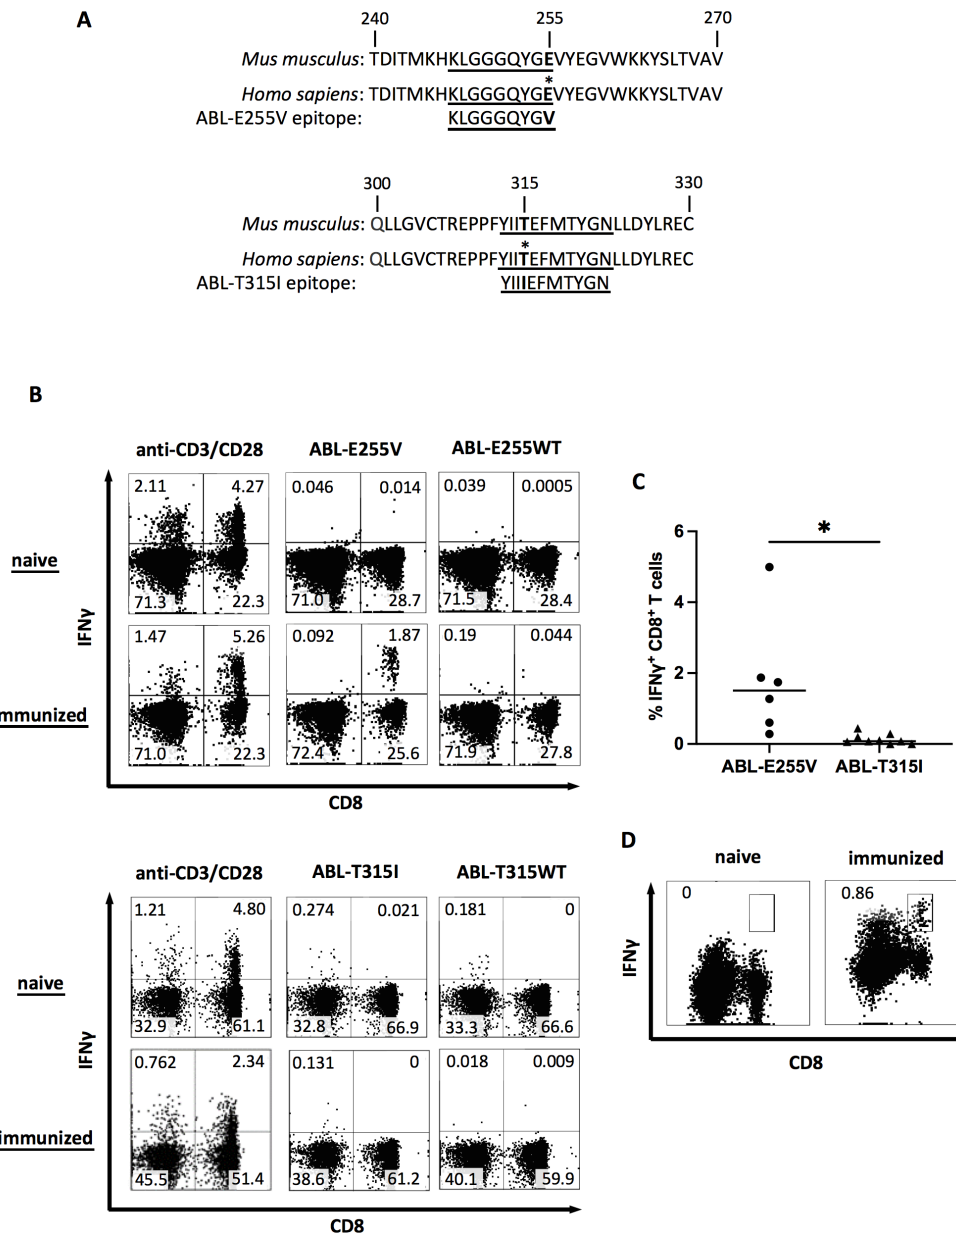 A
240 255 270
Mus musculus: TDITMKHKLGGGQYGEVYEGVWKKYSLTVAV
*
Homo sapiens: TDITMKHKLGGGQYGEVYEGVWKKYSLTVAV
ABL-E255V epitope: KLGGGQYGV
300 315 330
Mus musculus: QLLGVCTREPPFYIITEFMTYGNLLDYLREC
*
Homo sapiens: QLLGVCTREPPFYIITEFMTYGNLLDYLREC
ABL-T315I epitope: YIIIEFMTYGN
B
anti-CD3/CD28 ABL-E255V ABL-E255WT
naive
2.11 4.27 0.046 0.014 0.039 0.0005
71.3 22.3 71.0 28.7 71.5 28.4
IFNγ
immunized
1.47 5.26 0.092 1.87 0.19 0.044
71.0 22.3 72.4 25.6 71.9 27.8
CD8
C
% IFNγ⁺ CD8⁺ T cells
6
4
2
0
*
ABL-E255V ABL-T315I
anti-CD3/CD28 ABL-T315I ABL-T315WT
naive
1.21 4.80 0.274 0.021 0.181 0
32.9 61.1 32.8 66.9 33.3 66.6
IFNγ
immunized
0.762 2.34 0.131 0 0.018 0.009
45.5 51.4 38.6 61.2 40.1 59.9
CD8
D
naive immunized
0 0.86
IFNγ
CD8